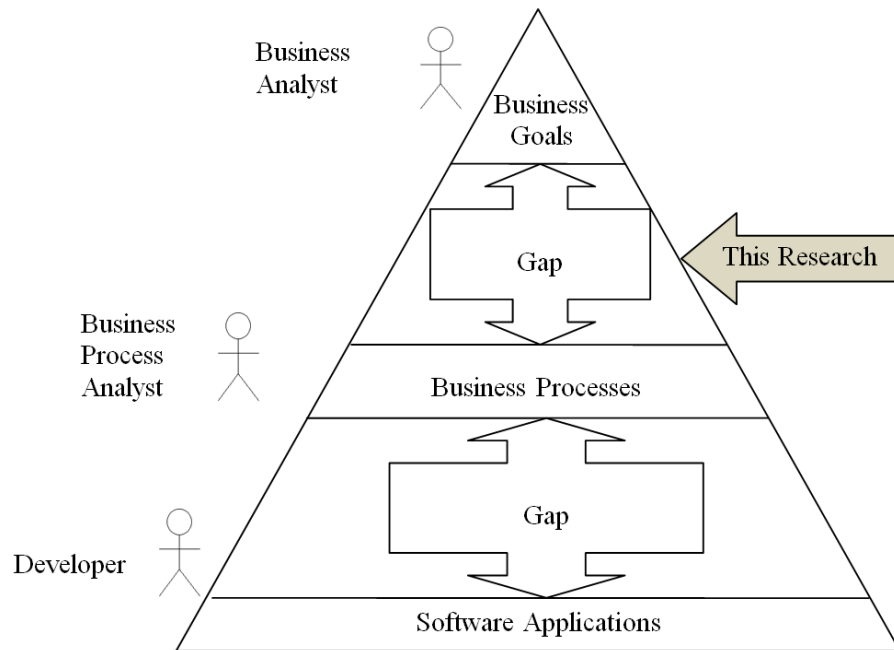 Business
Analyst
Business
Goals
Gap
This Research
Business
Process
Analyst
Business Processes
Gap
Developer
Software Applications